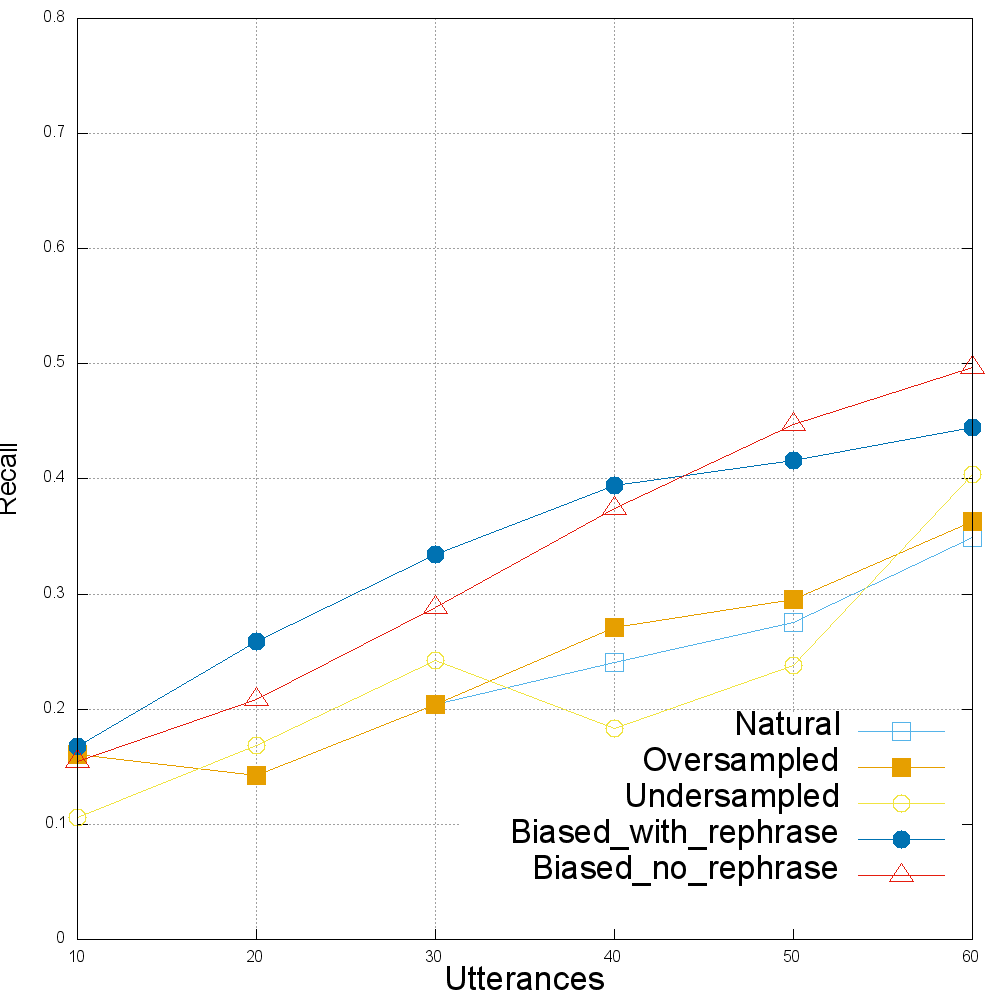 0.8
0.7
0.6
0.5
0.4
0.3
0.2
0.1
0
Recall
10 20 30 40 50 60
Utterances
Natural
Oversampled
Undersampled
Biased_with_rephrase
Biased_no_rephrase